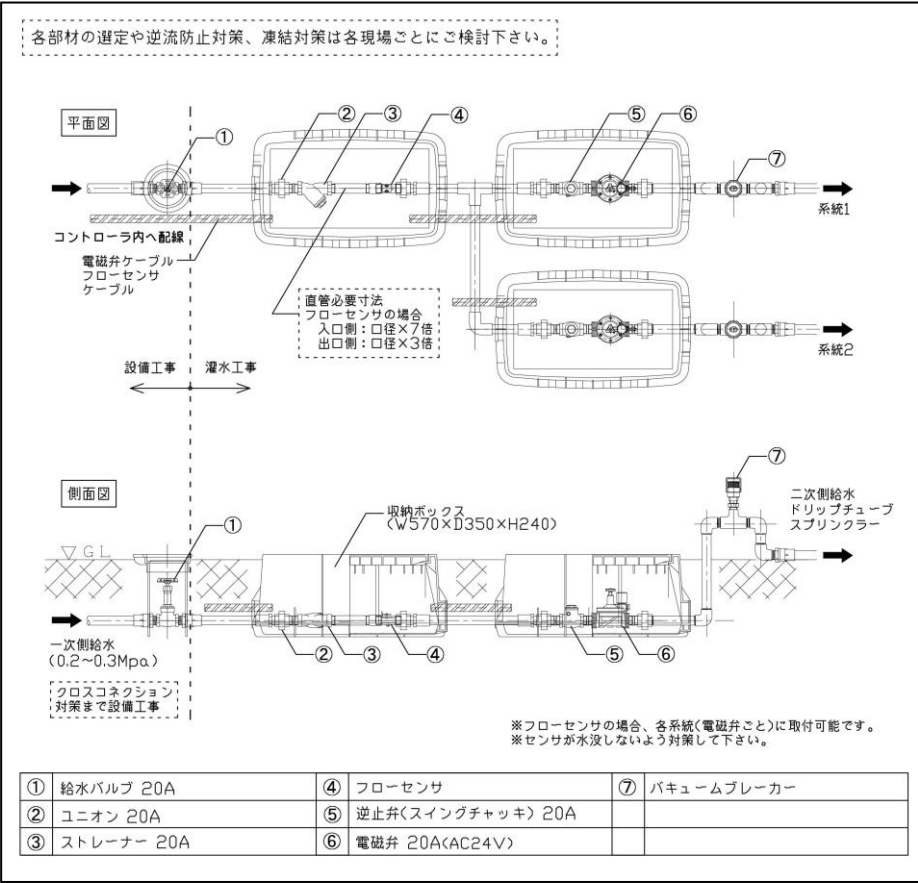 各部材の選定や逆流防止対策、凍結対策は各現場ごとにご検討下さい。
平面図
①
②
③
④
⑤
⑥
⑦
系統1
コントローラ内へ配線
電磁弁ケーブル
フローセンサ
ケーブル
直管必要寸法
フローセンサの場合
入口側：口径×7倍
出口側：口径×3倍
系統2
設備工事
灌水工事
側面図
①
収納ボックス
(W570×D350×H240)
⑦
二次側給水
ドリップチューブ
スプリンクラー
▽GL
一次側給水
(0.2~0.3Mpa)
②
③
④
⑤
⑥
クロスコネクション
対策まで設備工事
※フローセンサの場合、各系統(電磁弁ごと)に取付可能です。
※センサが水没しないよう対策して下さい。
① 給水バルブ 20A ④ フローセンサ ⑦ バキュームブレーカー
② ユニオン 20A ⑤ 逆止弁(スイングチャッキ) 20A
③ ストレーナー 20A ⑥ 電磁弁 20A(AC24V)